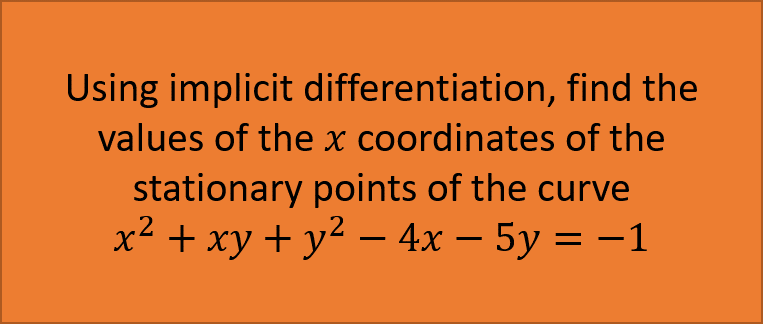 Using implicit differentiation, find the
values of the 𝑥 coordinates of the
stationary points of the curve
𝑥² + 𝑥𝑦 + 𝑦² − 4𝑥 − 5𝑦 = −1